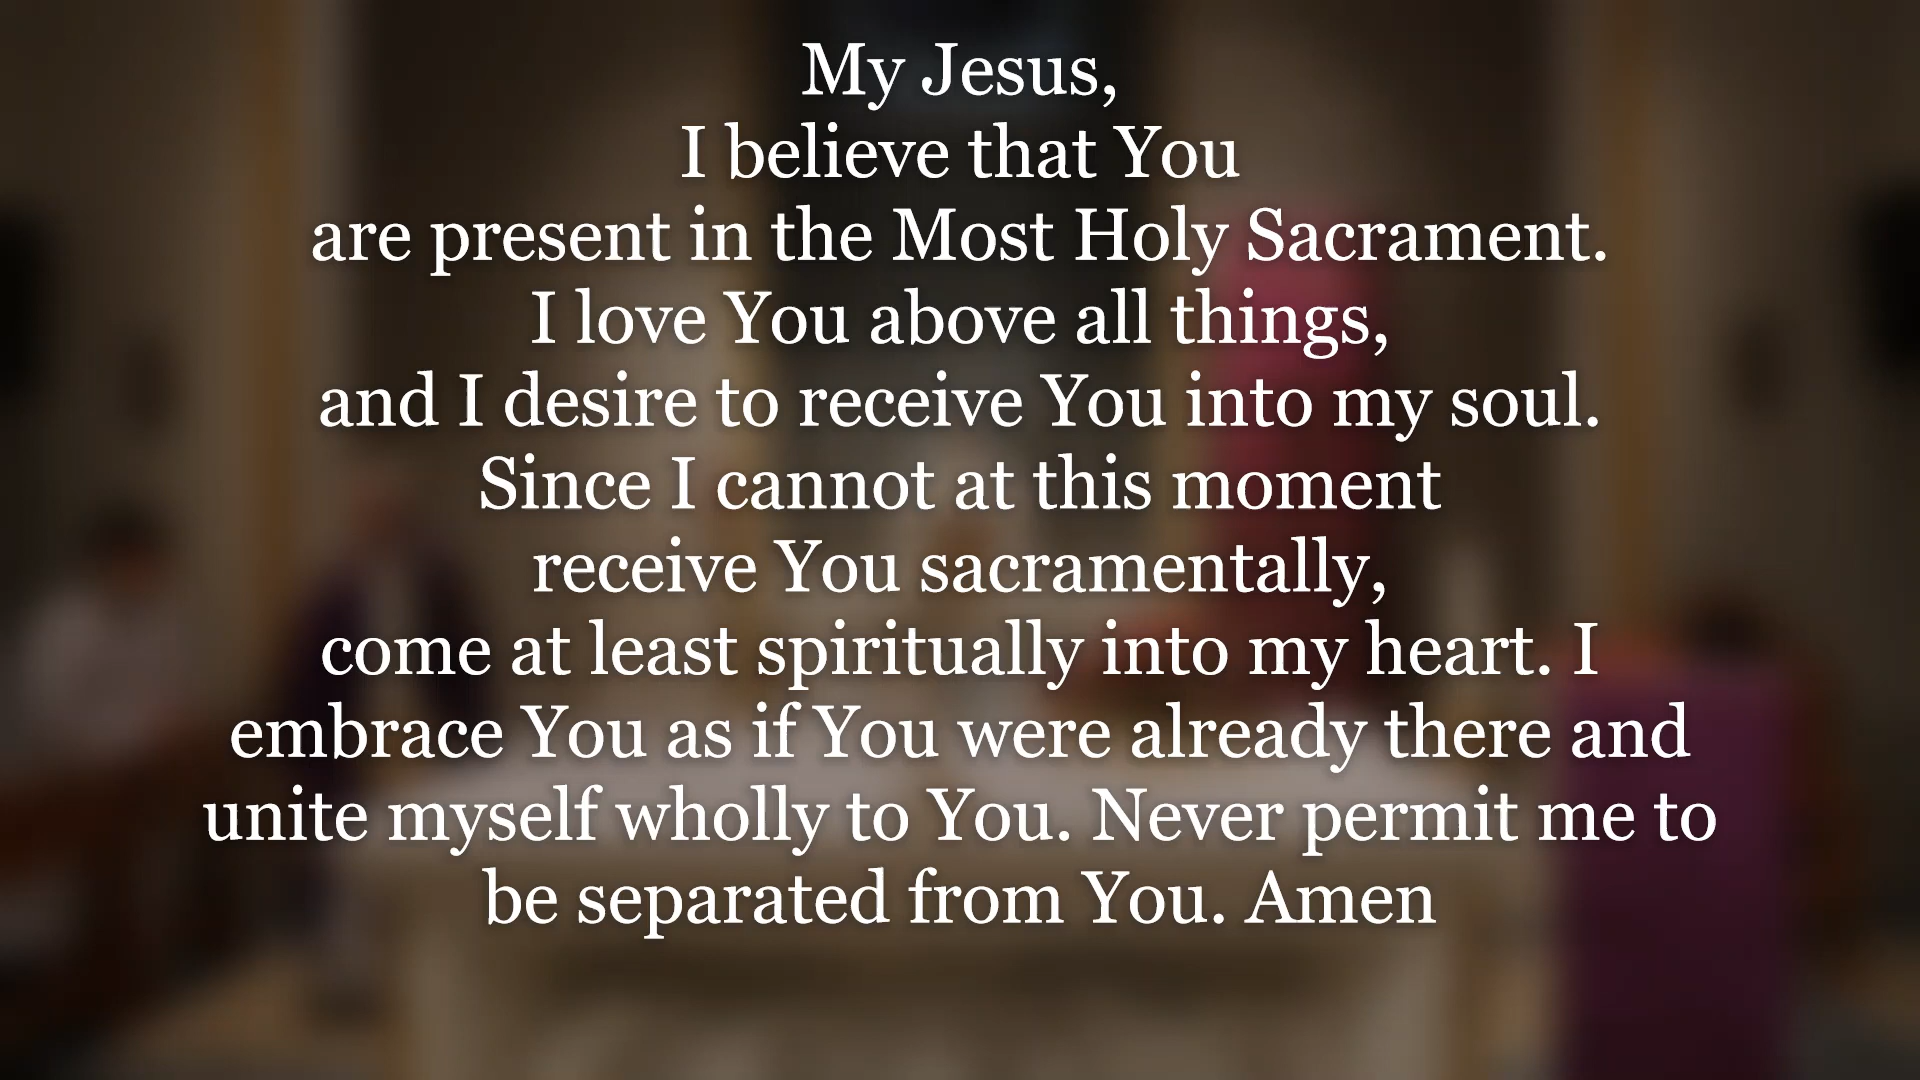 My Jesus,
I believe that You
are present in the Most Holy Sacrament.
I love You above all things,
and I desire to receive You into my soul.
Since I cannot at this moment
receive You sacramentally,
come at least spiritually into my heart. I
embrace You as if You were already there and
unite myself wholly to You. Never permit me to
be separated from You. Amen